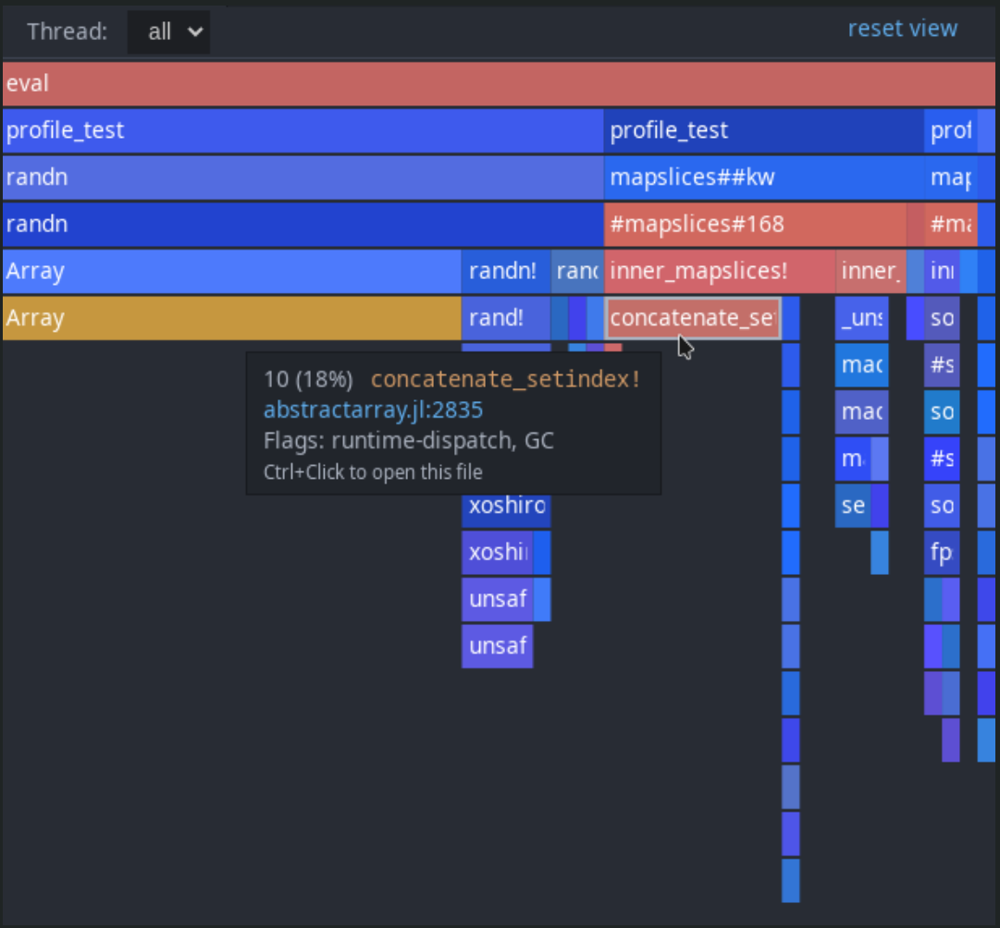 Thread: all reset view
eval
profile_test profile_test prof
randn mapslices##kw map
randn #mapslices#168 #ma
Array randn! rand inner_mapslices! inner_ inn
Array rand! concatenate_set _uns so
mac #s
10 (18%) concatenate_setindex!
abstractarray.jl:2835
mac so
Flags: runtime-dispatch, GC
m #s
Ctrl+Click to open this file
xoshiro se so
xoshi fp
unsaf
unsaf